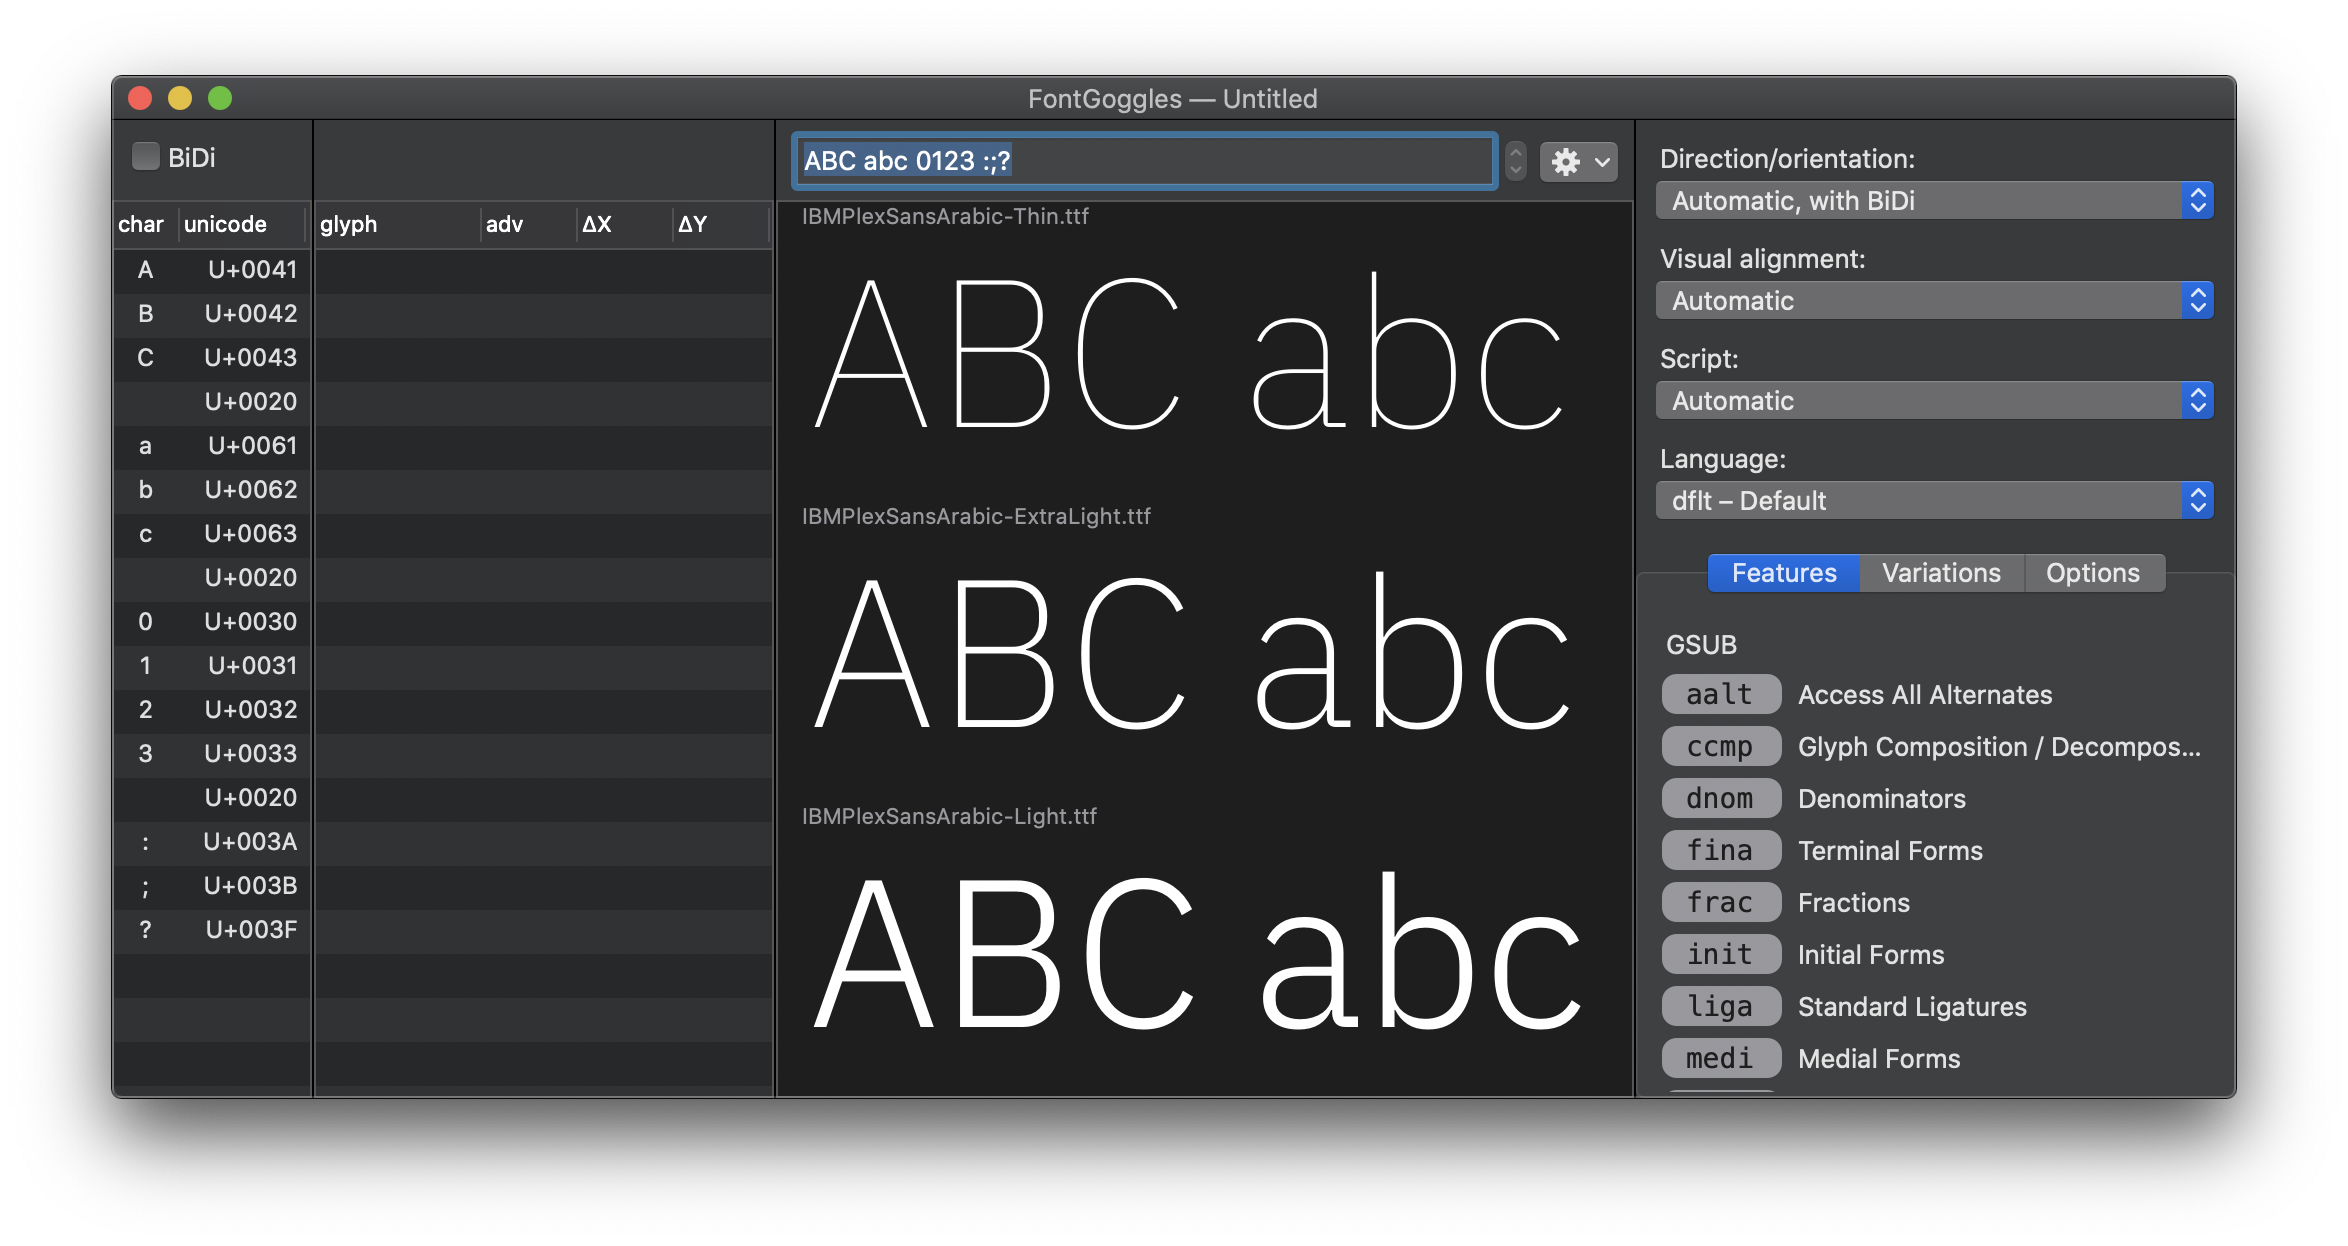 FontGoggles — Untitled
BiDi
char unicode
A U+0041
B U+0042
C U+0043
U+0020
a U+0061
b U+0062
c U+0063
U+0020
0 U+0030
1 U+0031
2 U+0032
3 U+0033
U+0020
: U+003A
; U+003B
? U+003F
glyph adv ΔX ΔY
ABC abc 0123 :;?
IBMPlexSansArabic-Thin.ttf
ABC abc
IBMPlexSansArabic-ExtraLight.ttf
ABC abc
IBMPlexSansArabic-Light.ttf
ABC abc
Direction/orientation:
Automatic, with BiDi
Visual alignment:
Automatic
Script:
Automatic
Language:
dflt – Default
Features Variations Options
GSUB
aalt Access All Alternates
ccmp Glyph Composition / Decompos...
dnom Denominators
fina Terminal Forms
frac Fractions
init Initial Forms
liga Standard Ligatures
medi Medial Forms